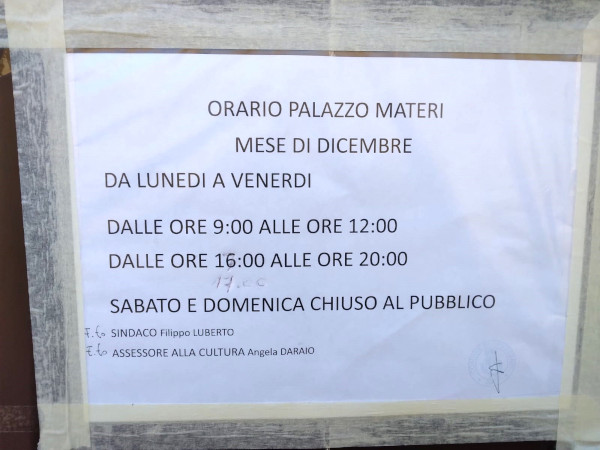 ORARIO PALAZZO MATERI
MESE DI DICEMBRE
DA LUNEDI A VENERDI
DALLE ORE 9:00 ALLE ORE 12:00
DALLE ORE 16:00 ALLE ORE 20:00
17.00
SABATO E DOMENICA CHIUSO AL PUBBLICO
F.to SINDACO Filippo LUBERTO
F.to ASSESSORE ALLA CULTURA Angela DARAIO